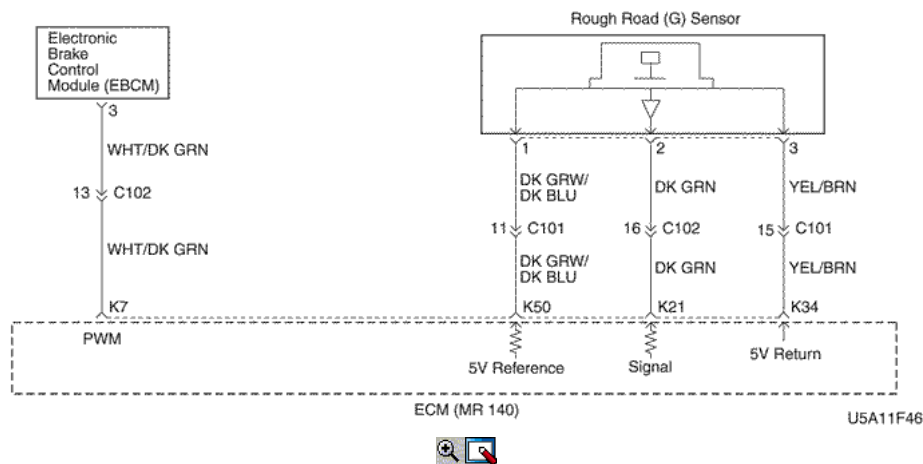 Rough Road (G) Sensor
Electronic
Brake
Control
Module (EBCM)
3
1
2
3
WHT/DK GRN
DK GRW/
DK BLU
DK GRN
YEL/BRN
13
C102
11
C101
16
C102
15
C101
WHT/DK GRN
DK GRW/
DK BLU
DK GRN
YEL/BRN
K7
K50
K21
K34
PWM
5V Reference
Signal
5V Return
ECM (MR 140)
U5A11F46